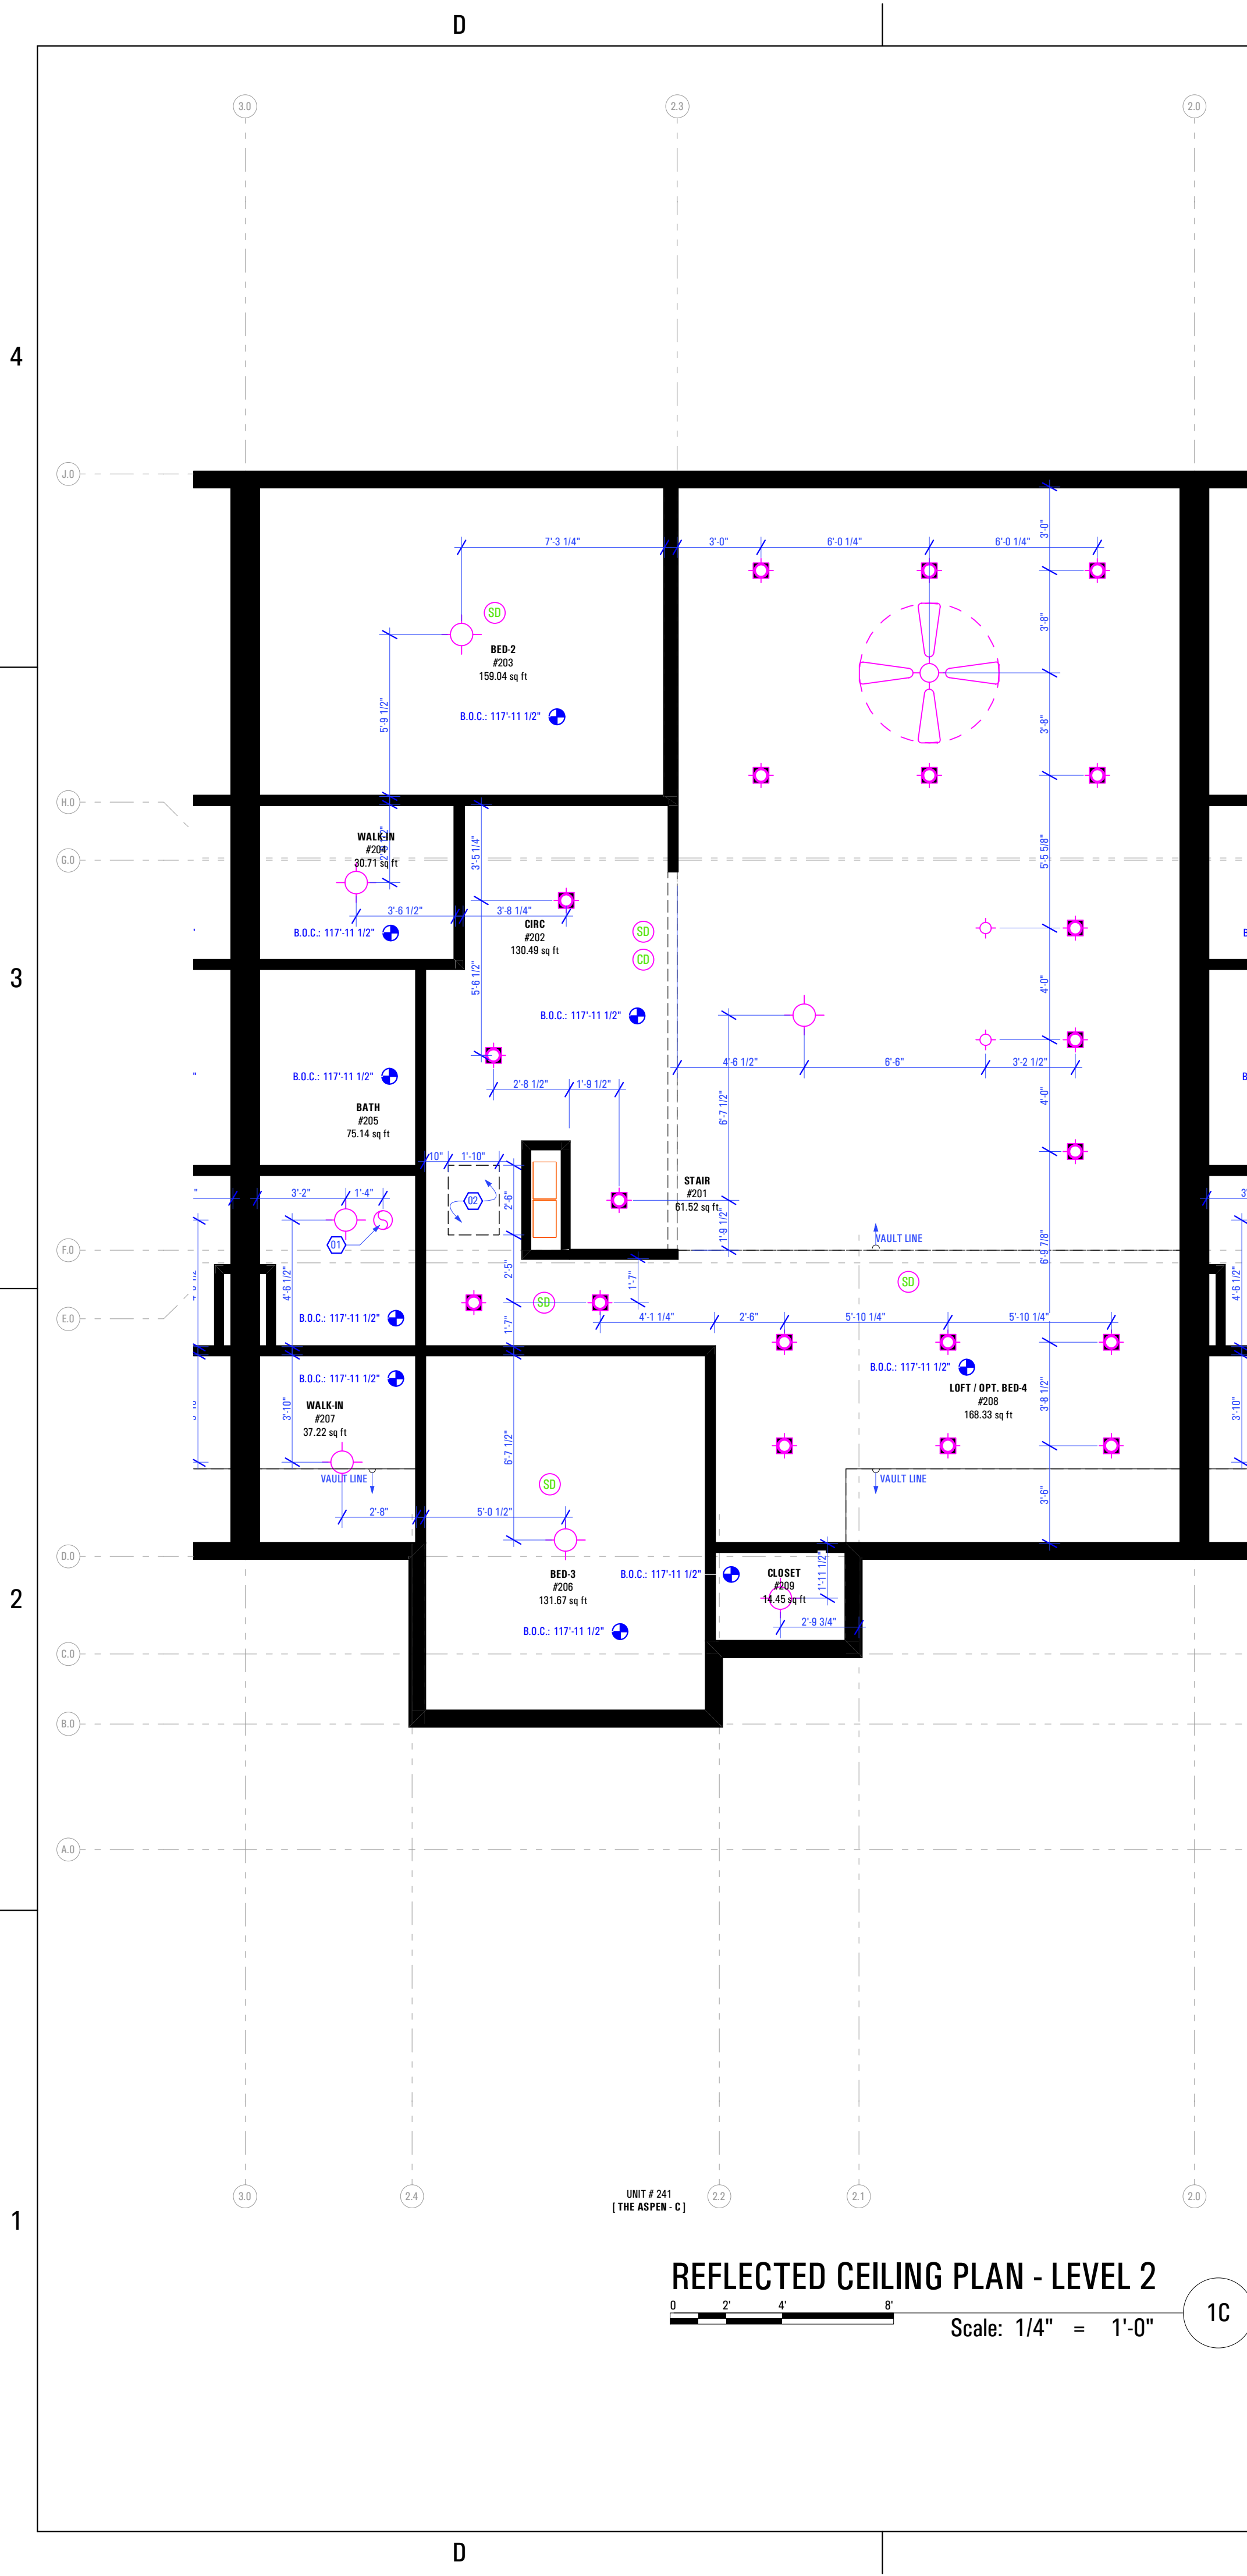 D
3.0
2.3
2.0
4
J.0
7'-3 1/4"
3'-0"
6'-0 1/4"
6'-0 1/4"
3'-0"
SD
3'-8"
BED-2
#203
159.04 sq ft
B.O.C.: 117'-11 1/2"
5'-9 1/2"
3'-8"
H.0
WALK-IN
#204
30.71 sq ft
3'-5 1/4"
5'-5 5/8"
G.0
3'-6 1/2"
3'-8 1/4"
CIRC
#202
130.49 sq ft
SD
CD
B.O.C.: 117'-11 1/2"
3
5'-6 1/2"
4'-0"
B.O.C.: 117'-11 1/2"
4'-6 1/2"
6'-6"
3'-2 1/2"
B.O.C.: 117'-11 1/2"
2'-8 1/2"
1'-9 1/2"
6'-7 1/2"
4'-0"
BATH
#205
75.14 sq ft
10"
1'-10"
STAIR
#201
61.52 sq ft
3'-2"
1'-4"
02
2'-6"
1'-9 1/2"
01
VAULT LINE
F.0
6'-9 7/8"
4'-6 1/2"
2'-5"
1'-7"
SD
SD
4'-6 1/2"
E.0
B.O.C.: 117'-11 1/2"
1'-7"
4'-1 1/4"
2'-6"
5'-10 1/4"
5'-10 1/4"
B.O.C.: 117'-11 1/2"
B.O.C.: 117'-11 1/2"
LOFT / OPT. BED-4
#208
168.33 sq ft
3'-8 1/2"
WALK-IN
#207
37.22 sq ft
3'-10"
6'-7 1/2"
3'-10"
VAULT LINE
SD
VAULT LINE
3'-6"
2'-8"
5'-0 1/2"
D.0
BED-3
#206
131.67 sq ft
B.O.C.: 117'-11 1/2"
CLOSET
#209
14.45 sq ft
1'-11 1/2"
2
2'-9 3/4"
B.O.C.: 117'-11 1/2"
C.0
B.0
A.0
3.0
2.4
2.2
2.1
2.0
UNIT # 241
[ THE ASPEN - C ]
1
REFLECTED CEILING PLAN - LEVEL 2
0 2' 4' 8'
Scale: 1/4" = 1'-0"
1C
D